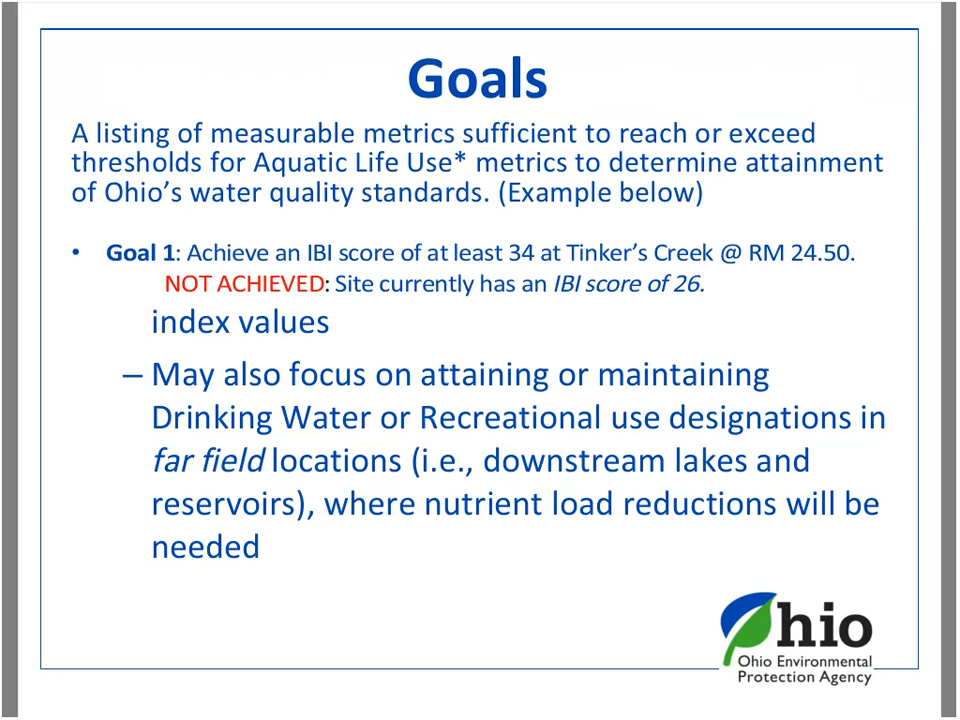 Goals
A listing of measurable metrics sufficient to reach or exceed
thresholds for Aquatic Life Use* metrics to determine attainment
of Ohio’s water quality standards. (Example below)
• Goal 1: Achieve an IBI score of at least 34 at Tinker’s Creek @ RM 24.50.
NOT ACHIEVED: Site currently has an IBI score of 26.
index values
– May also focus on attaining or maintaining
Drinking Water or Recreational use designations in
far field locations (i.e., downstream lakes and
reservoirs), where nutrient load reductions will be
needed
Ohio
Ohio Environmental
Protection Agency